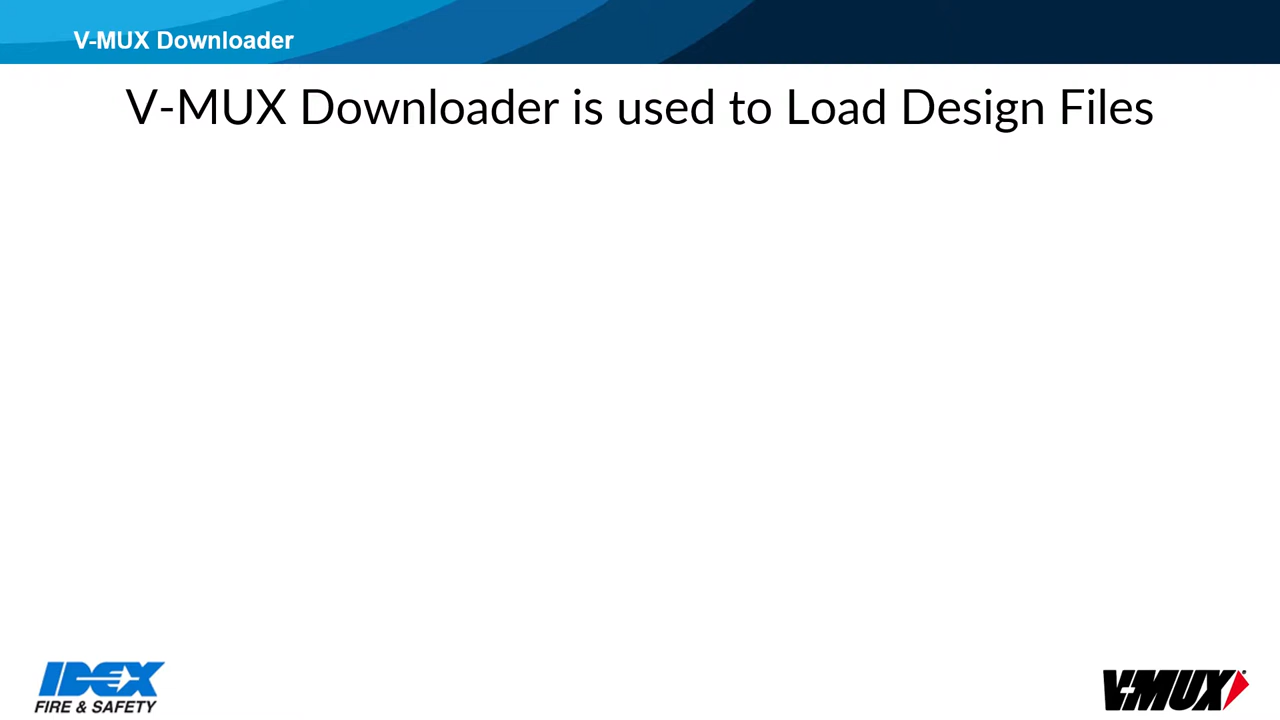 V-MUX Downloader
V-MUX Downloader is used to Load Design Files
IDEX
FIRE & SAFETY
V-MUX